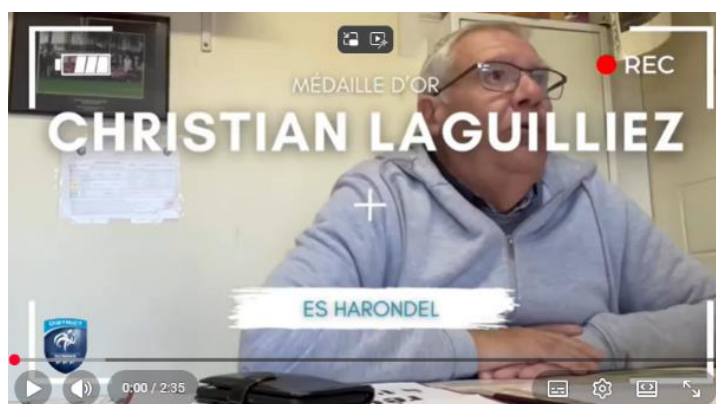 REC
MÉDAILLE D'OR
CHRISTIAN LAGUILLIEZ
ES HARONDEL
0:00 / 2:35